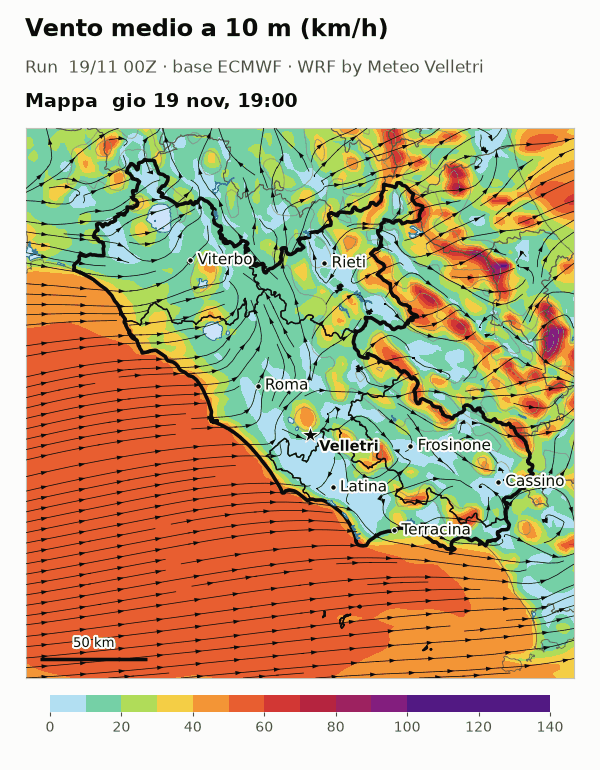 Vento medio a 10 m (km/h)
Run  19/11 00Z · base ECMWF · WRF by Meteo Velletri
Mappa  gio 19 nov, 19:00
Viterbo
Rieti
Roma
Velletri
Frosinone
Cassino
Latina
Terracina
50 km
0 20 40 60 80 100 120 140